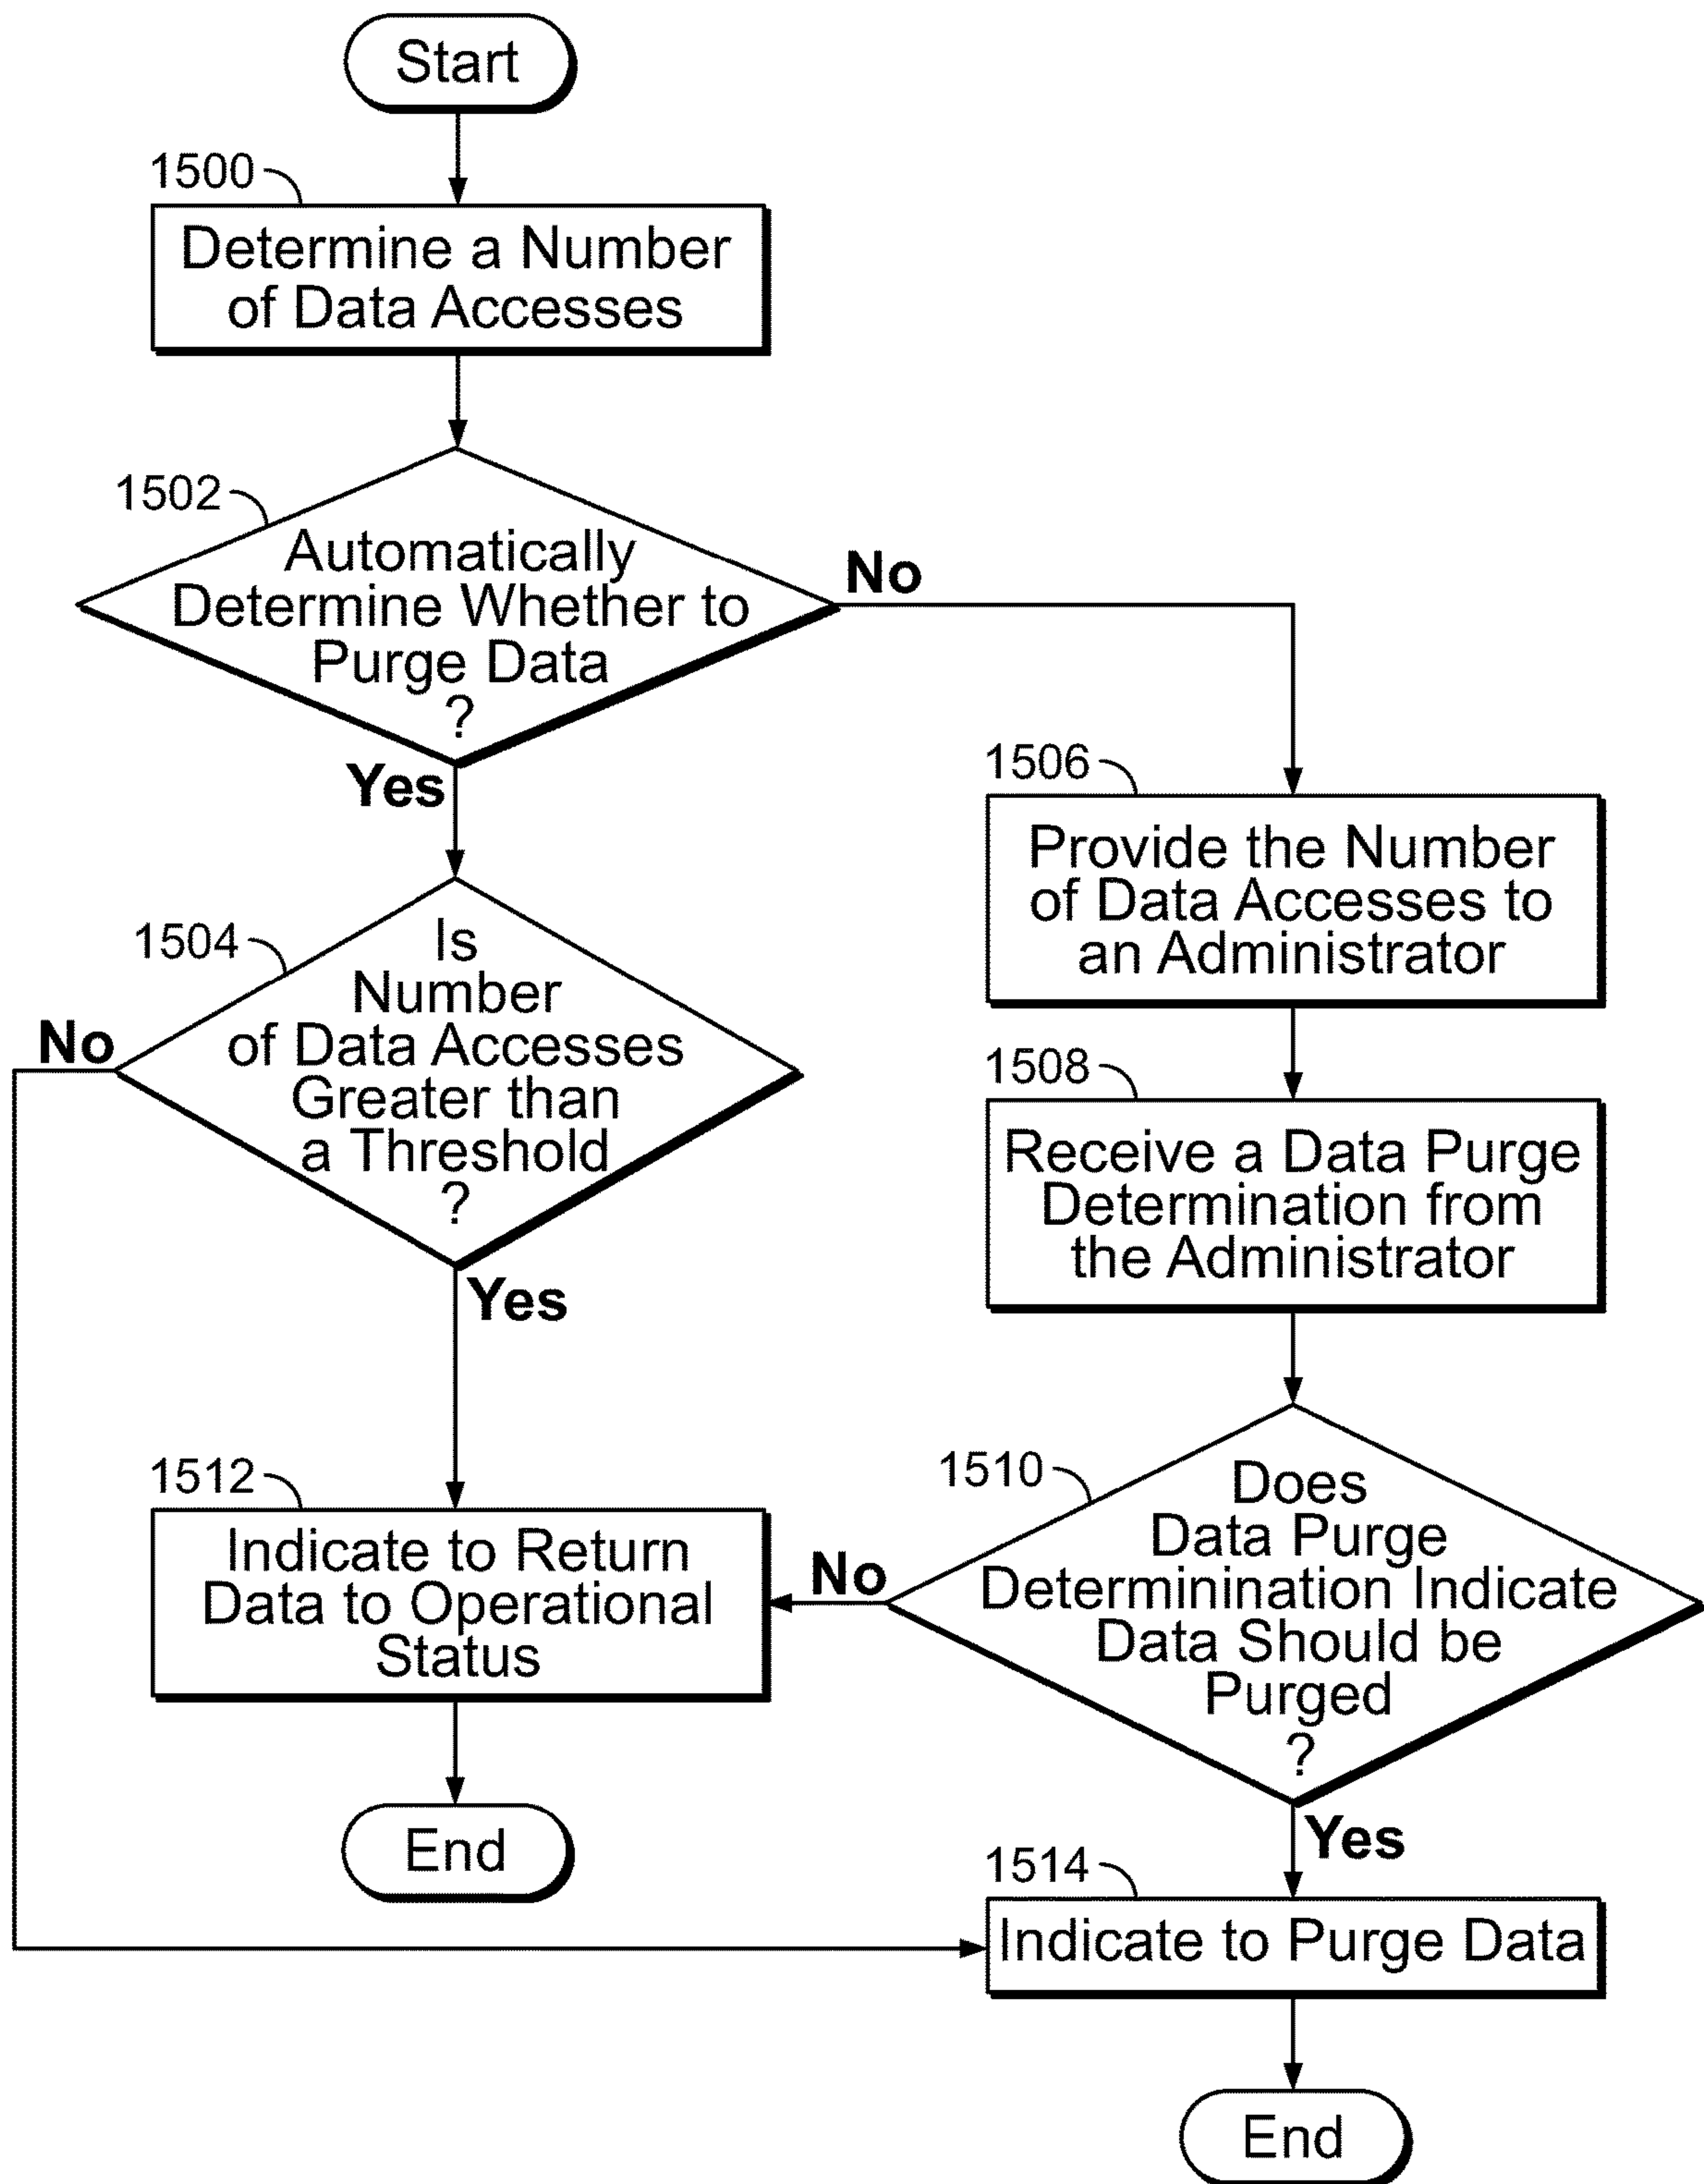 Start
1500
Determine a Number
of Data Accesses
1502
Automatically
Determine Whether to
Purge Data
?
No
Yes
1504
Is
Number
of Data Accesses
Greater than
a Threshold
?
No
Yes
1506
Provide the Number
of Data Accesses to
an Administrator
1508
Receive a Data Purge
Determination from
the Administrator
1510
Does
Data Purge
Determinination Indicate
Data Should be
Purged
?
No
Yes
1512
Indicate to Return
Data to Operational
Status
End
1514
Indicate to Purge Data
End